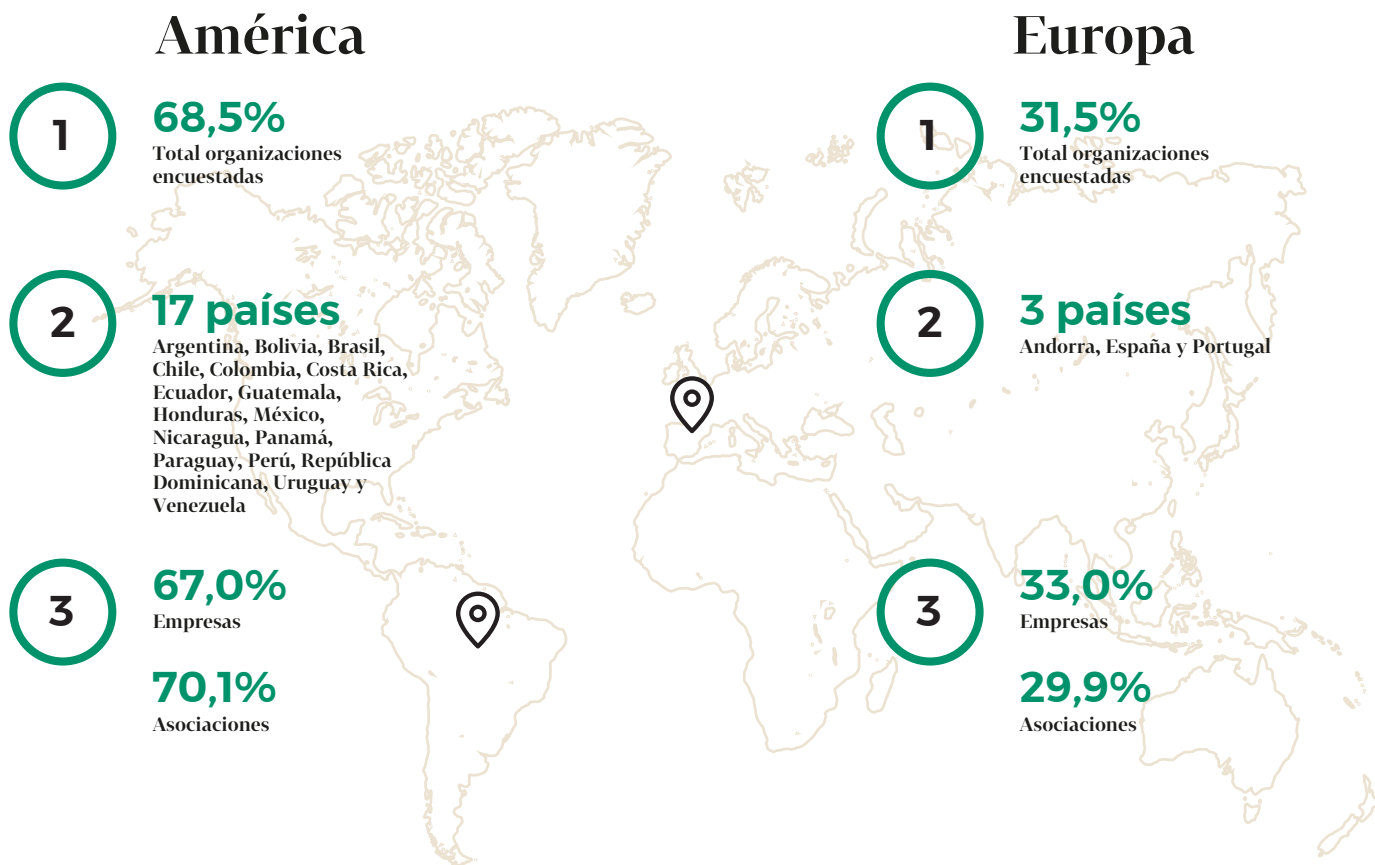 América
1
68,5%
Total organizaciones
encuestadas
2
17 países
Argentina, Bolivia, Brasil,
Chile, Colombia, Costa Rica,
Ecuador, Guatemala,
Honduras, México,
Nicaragua, Panamá,
Paraguay, Perú, República
Dominicana, Uruguay y
Venezuela
3
67,0%
Empresas
70,1%
Asociaciones
Europa
1
31,5%
Total organizaciones
encuestadas
2
3 países
Andorra, España y Portugal
3
33,0%
Empresas
29,9%
Asociaciones